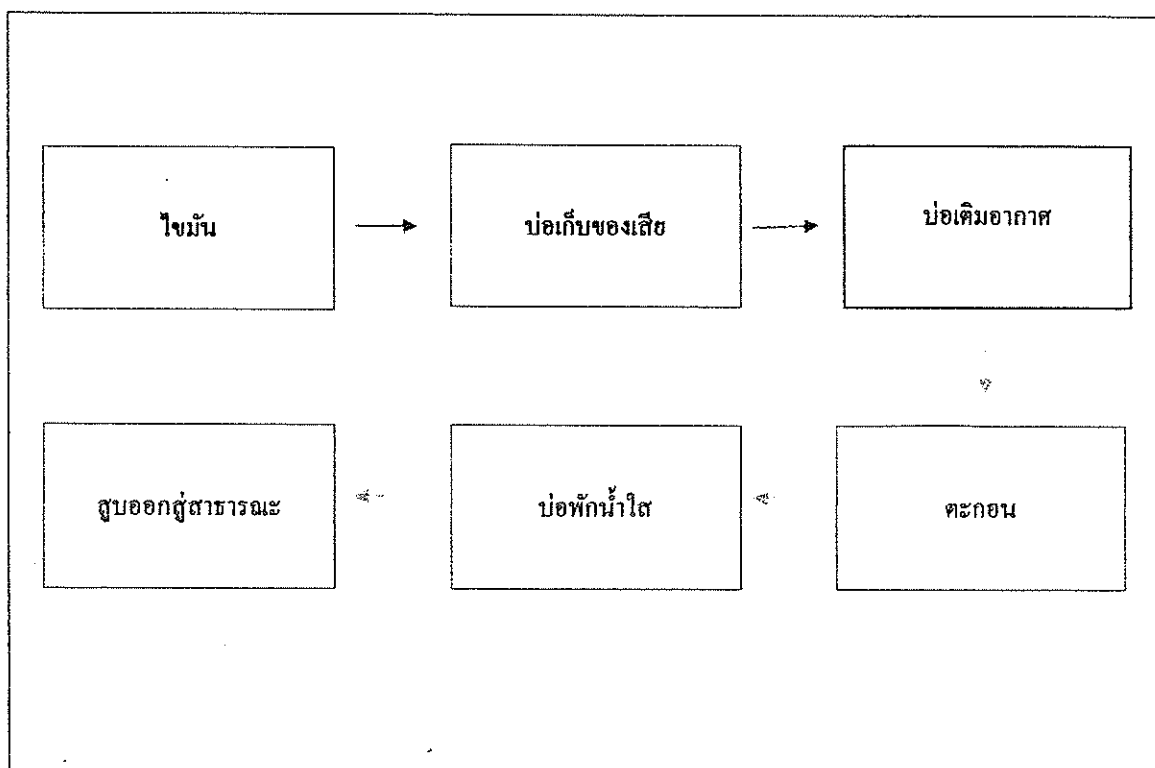 ไขมัน
บ่อเก็บของเสีย
บ่อเติมอากาศ
ตะกอน
บ่อพักน้ำใส
สูบออกสู่สาธารณะ